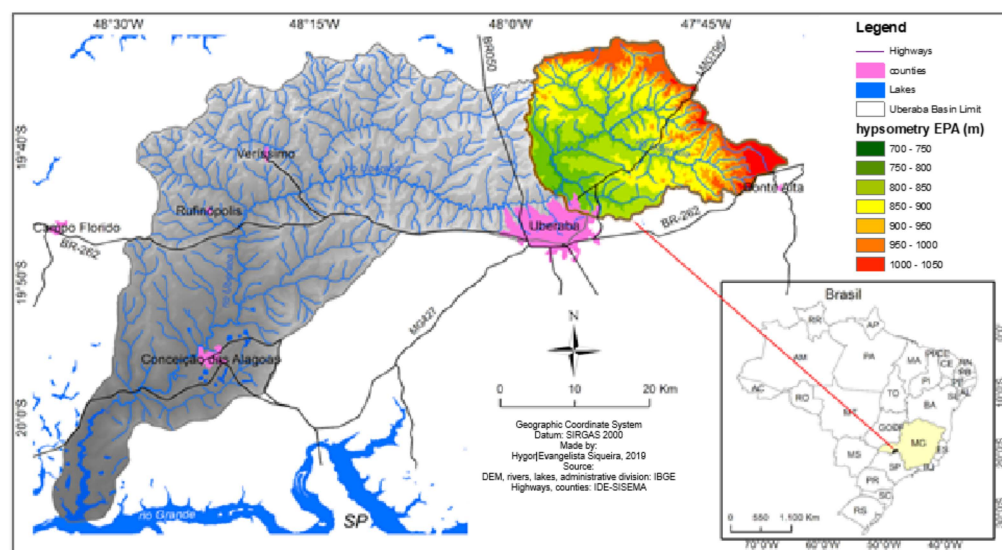 48°30'W 48°15'W 48°0'W 47°45'W
19°40'S
19°50'S
20°0'S
BR050
Veríssimo
Rufinópolis
Campo Florido
BR-262
Uberaba
BR-262
Ponte Alta
MG427
Conceição das Alagoas
rio Grande
SP
N
0 10 20 Km
Geographic Coordinate System
Datum: SIRGAS 2000
Made by:
Hygor|Evangelista Siqueira, 2019
Source:
DEM, rivers, lakes, administrative division: IBGE
Highways, counties: IDE-SISEMA
Legend
Highways
counties
Lakes
Uberaba Basin Limit
hypsometry EPA (m)
700 - 750
750 - 800
800 - 850
850 - 900
900 - 950
950 - 1000
1000 - 1050
Brasil
RR
AP
AM
PA
MA
CE
RN
PB
PI
AC
RO
TO
BA
MT
MG
ES
MS
SP
RJ
PR
SC
RS
0 550 1.100 Km
70°0'W 60°0'W 50°0'W 40°0'W
0°0'
10°0'S
20°0'S